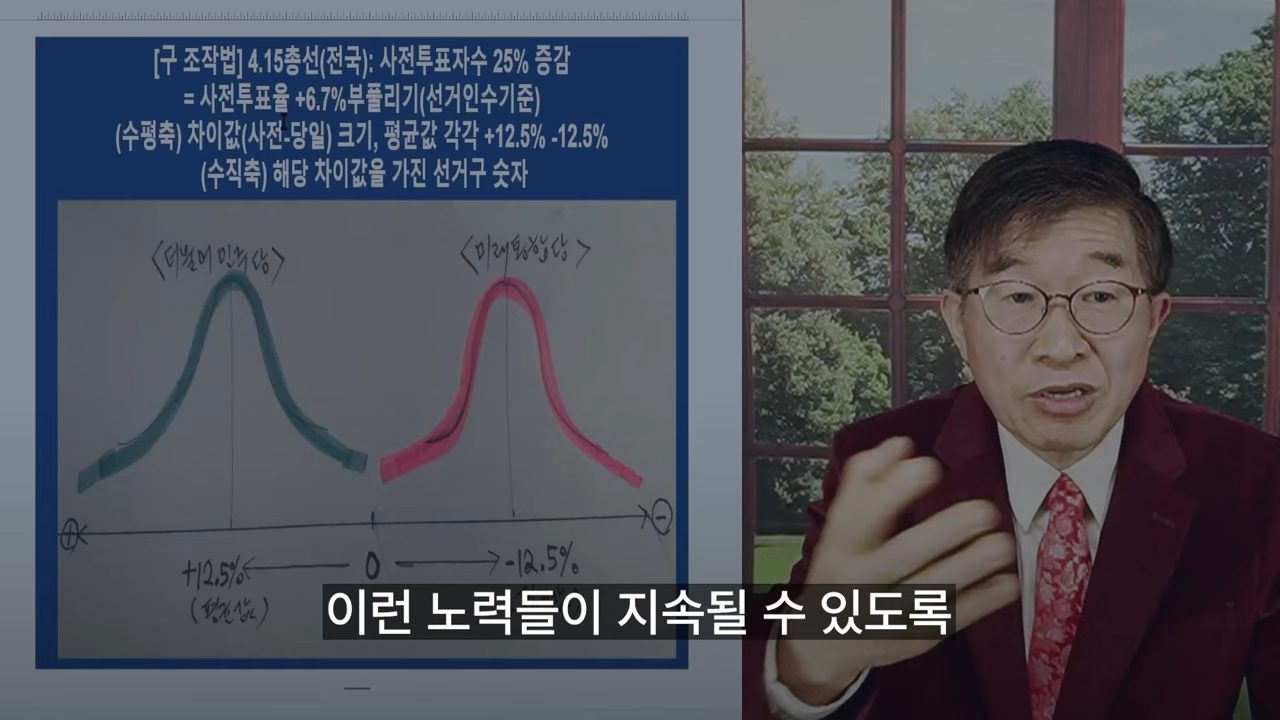 [구 조작법] 4.15총선(전국): 사전투표자수 25% 증감
= 사전투표율 +6.7%부풀리기(선거인수기준)
(수평축) 차이값(사전-당일) 크기, 평균값 각각 +12.5% -12.5%
(수직축) 해당 차이값을 가진 선거구 숫자
<더불어민주당> <미래통합당>
+ -
+12.5% 0 -12.5%
(평균값)
이런 노력들이 지속될 수 있도록